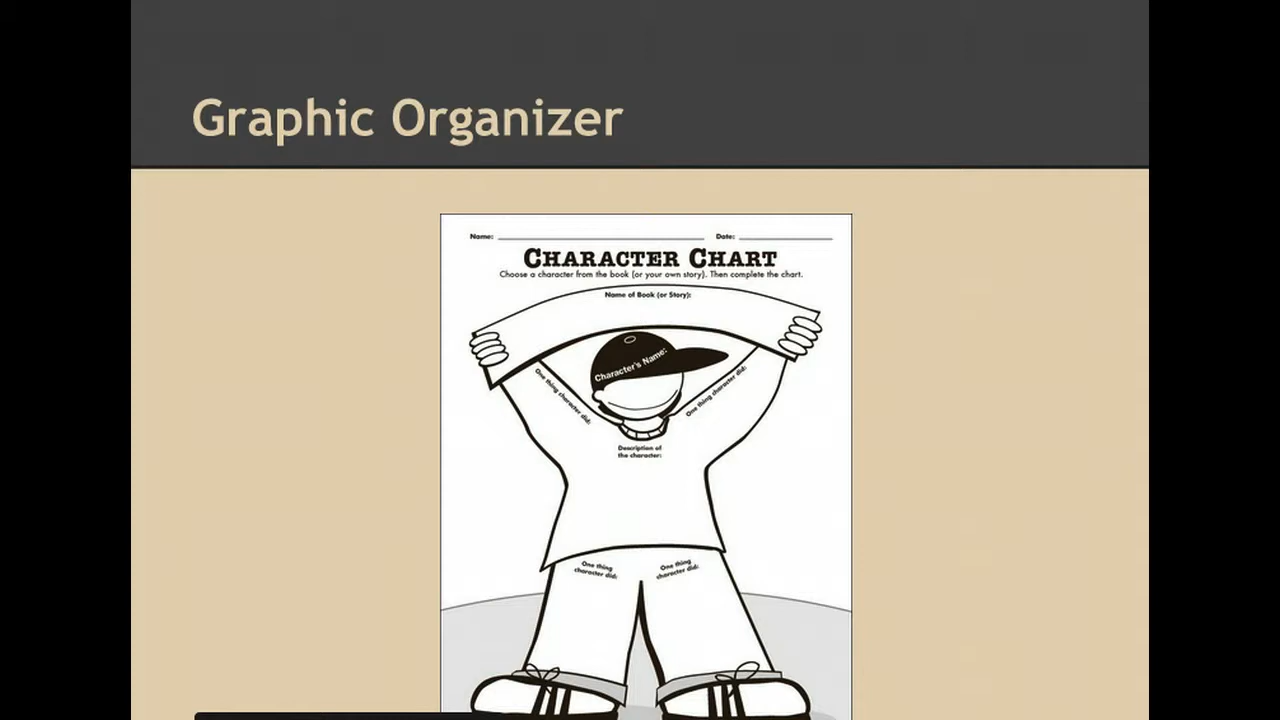 Graphic Organizer
Name: Date:
CHARACTER CHART
Choose a character from the book (or your own story). Then complete the chart.
Name of Book (or Story):
Character's Name:
One thing character did:
One thing character did:
Description of
the character:
One thing
character did:
One thing
character did: